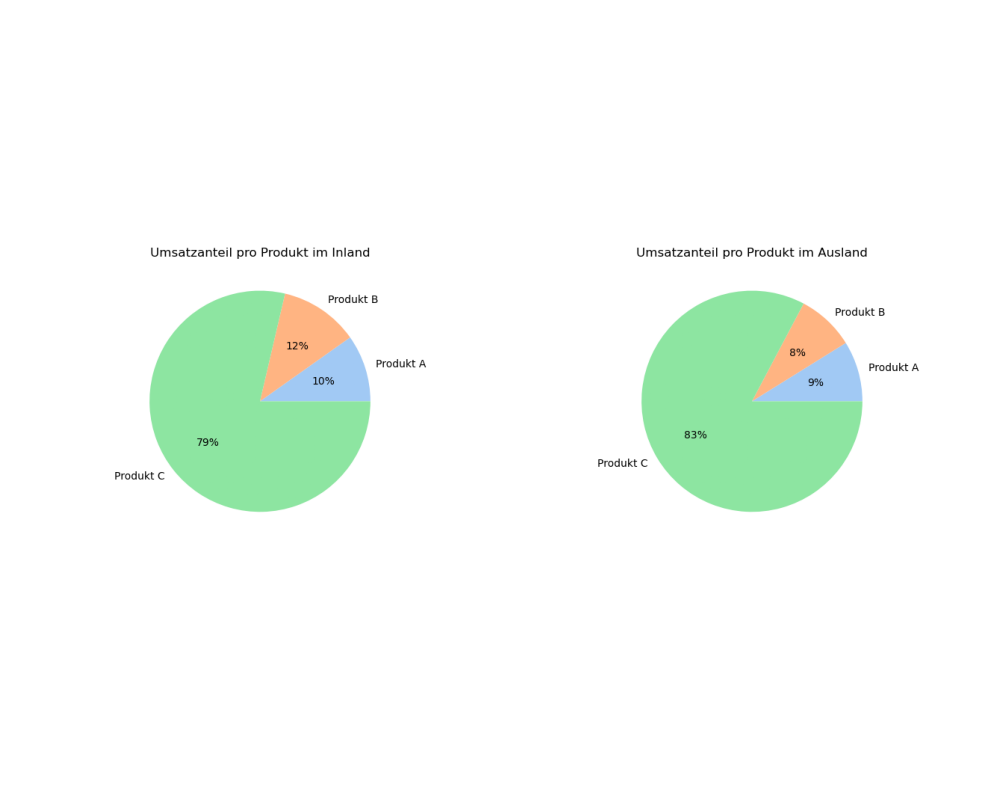 Umsatzanteil pro Produkt im Inland
Produkt B
12%
Produkt A
10%
79%
Produkt C
Umsatzanteil pro Produkt im Ausland
Produkt B
8%
Produkt A
9%
83%
Produkt C